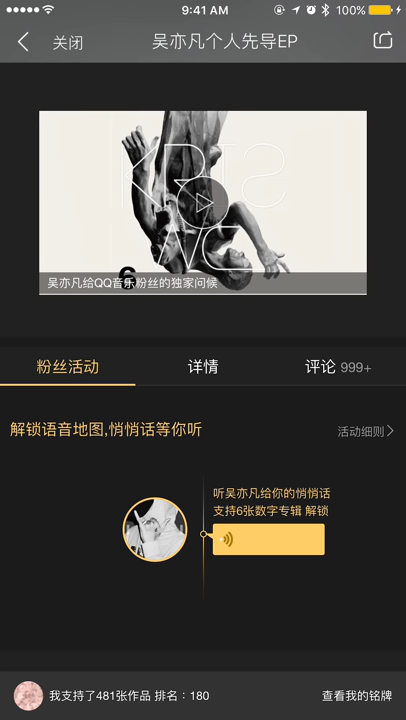 9:41 AM
100%
关闭
吴亦凡个人先导EP
KRIS
6
吴亦凡给QQ音乐粉丝的独家问候
粉丝活动
详情
评论 999+
解锁语音地图,悄悄话等你听
活动细则
听吴亦凡给你的悄悄话
支持6张数字专辑 解锁
我支持了481张作品 排名：180
查看我的铭牌